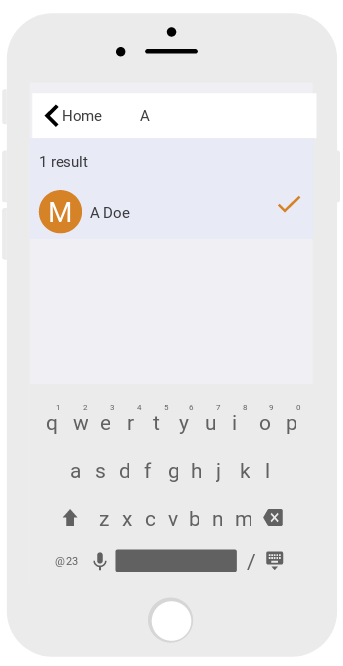 Home A
1 result
M A Doe
1 2 3 4 5 6 7 8 9 0
q w e r t y u i o p
a s d f g h j k l
z x c v b n m
@23 /